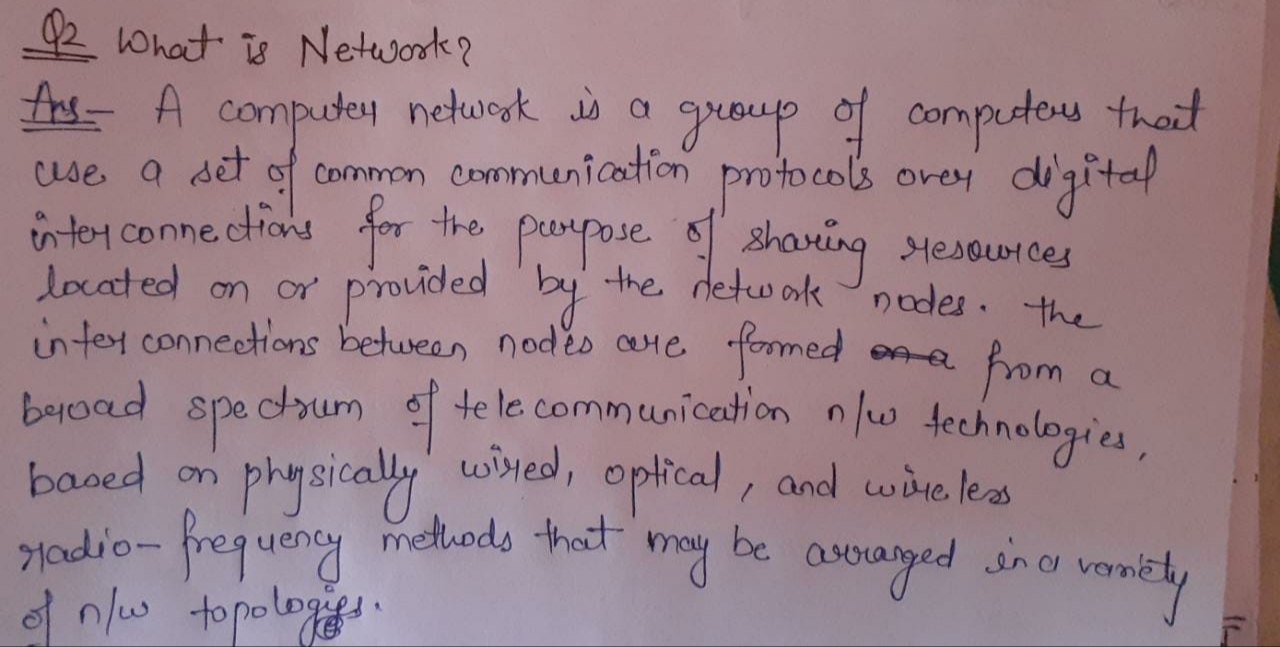 Q2 What is Network?
Ans- A computer network is a group of computers that
use a set of common communication protocols over digital
interconnections for the purpose of sharing resources
located on or provided by the network nodes. The
interconnections between nodes are formed on a from a
broad spectrum of telecommunication n/w technologies,
based on physically wired, optical, and wireless
radio-frequency methods that may be arranged in a variety
of n/w topologies.